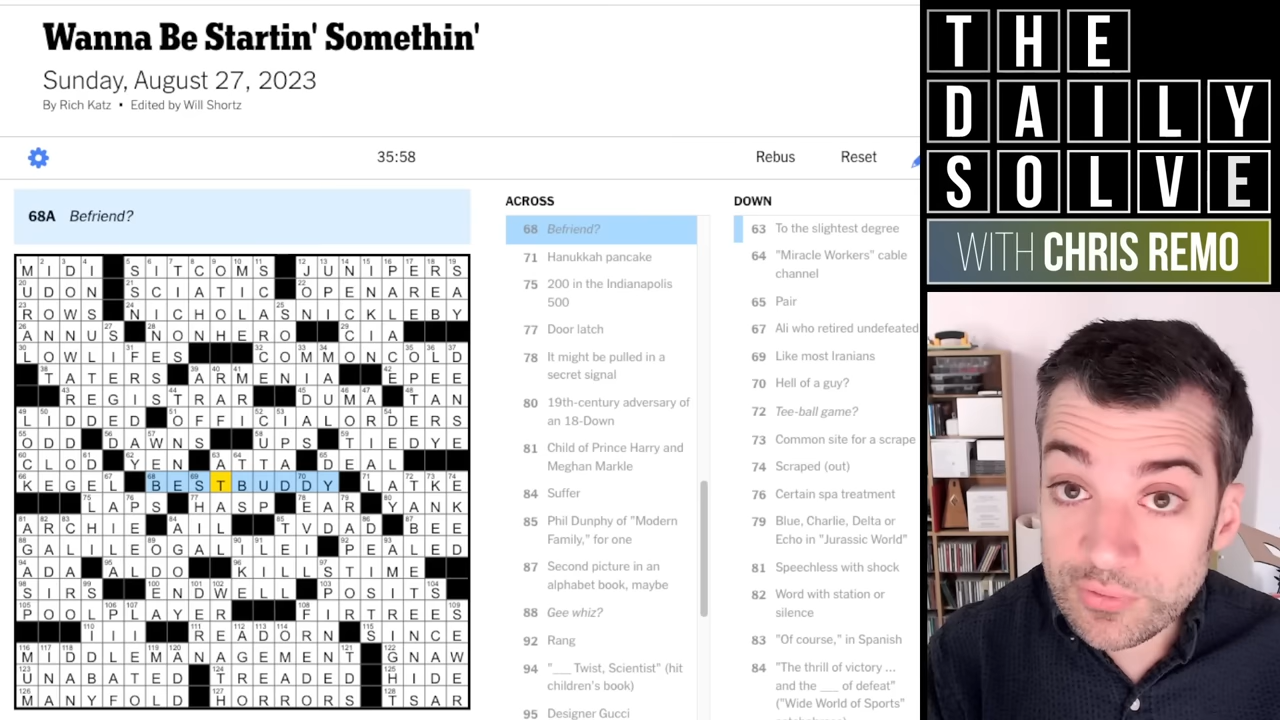 Wanna Be Startin' Somethin'
Sunday, August 27, 2023
By Rich Katz • Edited by Will Shortz
35:58
Rebus
Reset
68A Befriend?
MIDI SITCOMS JUNIPERS
UDON SCIATIC OPENAREA
ROWS NICHOLASNICKLEBY
ANNUS NONHERO CIA
LOWLIFES COMMONCOLD
TATERS ARMENIA EPEE
REGISTRAR DUMA TAN
LIDDED OFFICIALORDERS
ODD DAWNS UPS TIEDYE
CLOD YEN ATTA DEAL
KEGEL BESTBUDDY LATKE
LAPS HASP EAR YANK
ARCHIE AIL TVDAD BEE
GALILEOGALILEI PEALED
ADA ALDO KILLSTIME
SIRS ENDWELL POSITS
POOLPLAYER FIRTREES
III READORN SINCE
MIDDLEMANAGEMENT GNAW
UNABATED TREADED HIDE
MANYFOLD HORRORS TSAR
ACROSS
68 Befriend?
71 Hanukkah pancake
75 200 in the Indianapolis
500
77 Door latch
78 It might be pulled in a
secret signal
80 19th-century adversary of
an 18-Down
81 Child of Prince Harry and
Meghan Markle
84 Suffer
85 Phil Dunphy of "Modern
Family," for one
87 Second picture in an
alphabet book, maybe
88 Gee whiz?
92 Rang
94 "___ Twist, Scientist" (hit
children's book)
95 Designer Gucci
DOWN
63 To the slightest degree
64 "Miracle Workers" cable
channel
65 Pair
67 Ali who retired undefeated
69 Like most Iranians
70 Hell of a guy?
72 Tee-ball game?
73 Common site for a scrape
74 Scraped (out)
76 Certain spa treatment
79 Blue, Charlie, Delta or
Echo in "Jurassic World"
81 Speechless with shock
82 Word with station or
silence
83 "Of course," in Spanish
84 "The thrill of victory ...
and the ___ of defeat"
("Wide World of Sports"
THE
DAILY
SOLVE
WITH CHRIS REMO